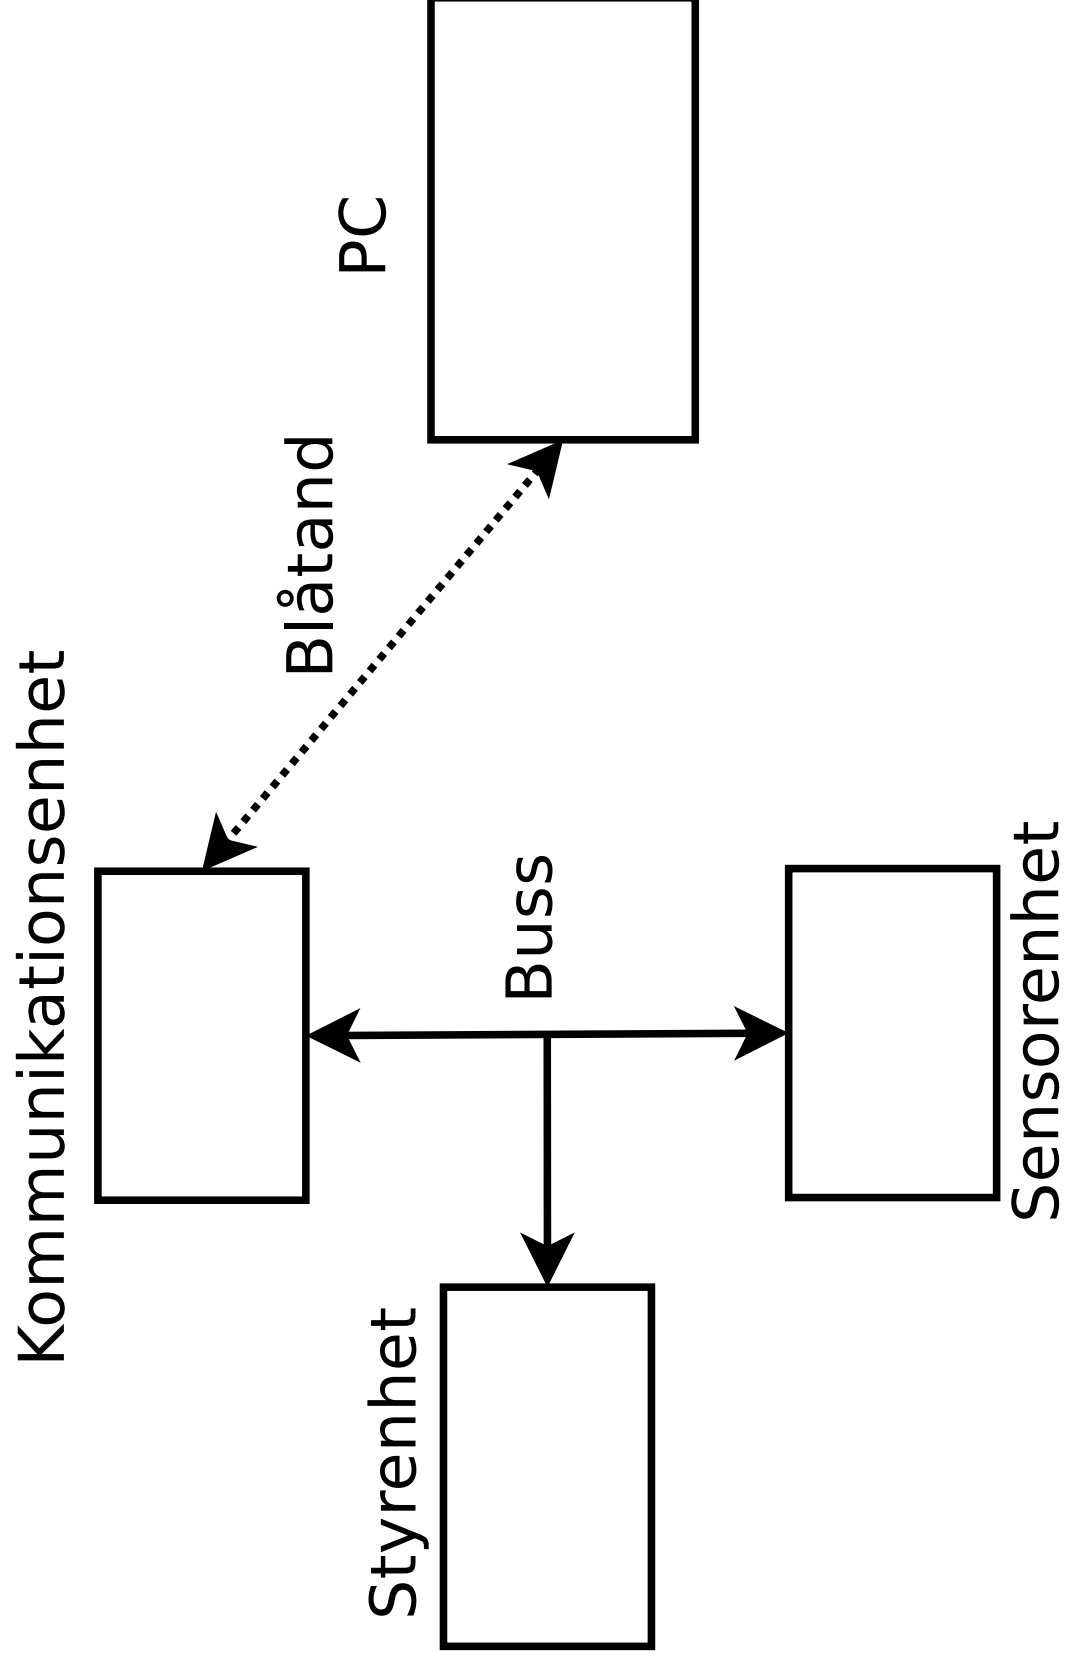 Kommunikationsenhet
Blåtand
PC
Styrenhet
Buss
Sensorenhet